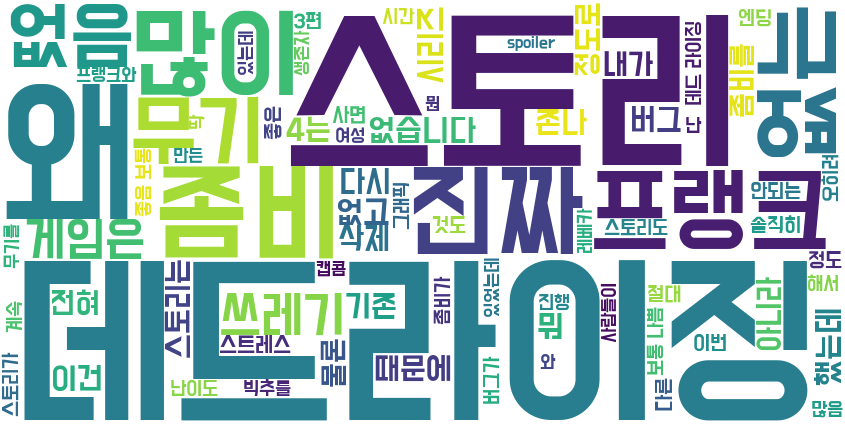 없음
많이
스토리
그닥
왜
무기
좀비
진짜
프랭크
데드라이징
프랭크와
있는데
3편
생존자
시간
시리즈
spoiler
정도로
내가
데드 라이징
엔딩
좀비를
뭔
존나
버그
난
좋은
4는
사면
여성
없습니다
만든
좋음 보통
다시
없고
삭제
그래픽
것도
레베카
스토리도
안되는
솔직히
오히려
무기를
게임은
전혀
이건
계속
스토리가
스토리는
쓰레기
스트레스
난이도
빅추를
캡콤
물론
기존
때문에
좀비가
있었는데
버그가
진행
뭐
와
사람들이
절대
보통 나쁨
다른
이번
아니라
정도
해서
했는데
많음